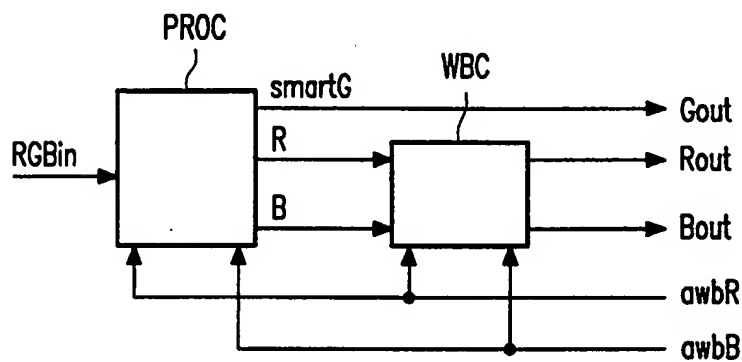 PROC
WBC
smartG
Gout
RGBin
R
Rout
B
Bout
awbR
awbB